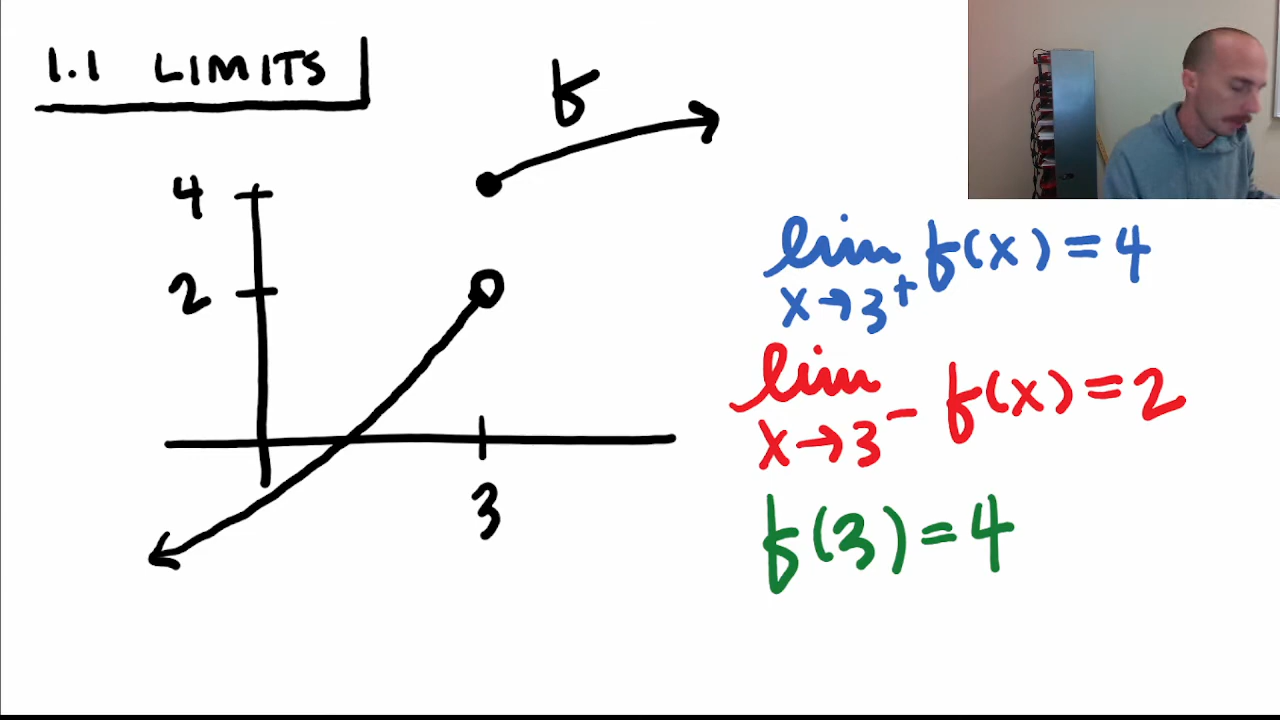 1.1 LIMITS
f
4
2
3
lim f(x) = 4
x→3⁺
lim f(x) = 2
x→3⁻
f(3) = 4